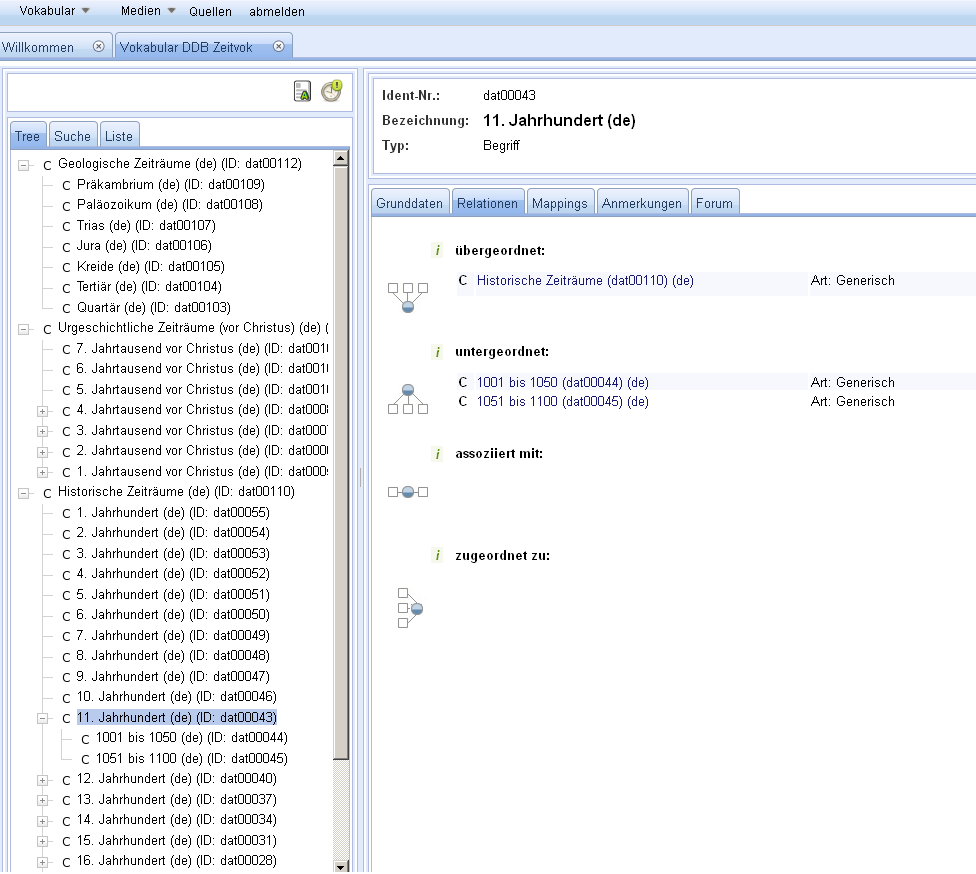 Vokabular Medien Quellen abmelden
Willkommen Vokabular DDB Zeitvok
Tree Suche Liste
C Geologische Zeiträume (de) (ID: dat00112)
C Präkambrium (de) (ID: dat00109)
C Paläozoikum (de) (ID: dat00108)
C Trias (de) (ID: dat00107)
C Jura (de) (ID: dat00106)
C Kreide (de) (ID: dat00105)
C Tertiär (de) (ID: dat00104)
C Quartär (de) (ID: dat00103)
C Urgeschichtliche Zeiträume (vor Christus) (de) (
C 7. Jahrtausend vor Christus (de) (ID: dat001
C 6. Jahrtausend vor Christus (de) (ID: dat001
C 5. Jahrtausend vor Christus (de) (ID: dat001
C 4. Jahrtausend vor Christus (de) (ID: dat000
C 3. Jahrtausend vor Christus (de) (ID: dat000
C 2. Jahrtausend vor Christus (de) (ID: dat000
C 1. Jahrtausend vor Christus (de) (ID: dat000
C Historische Zeiträume (de) (ID: dat00110)
C 1. Jahrhundert (de) (ID: dat00055)
C 2. Jahrhundert (de) (ID: dat00054)
C 3. Jahrhundert (de) (ID: dat00053)
C 4. Jahrhundert (de) (ID: dat00052)
C 5. Jahrhundert (de) (ID: dat00051)
C 6. Jahrhundert (de) (ID: dat00050)
C 7. Jahrhundert (de) (ID: dat00049)
C 8. Jahrhundert (de) (ID: dat00048)
C 9. Jahrhundert (de) (ID: dat00047)
C 10. Jahrhundert (de) (ID: dat00046)
C 11. Jahrhundert (de) (ID: dat00043)
C 1001 bis 1050 (de) (ID: dat00044)
C 1051 bis 1100 (de) (ID: dat00045)
C 12. Jahrhundert (de) (ID: dat00040)
C 13. Jahrhundert (de) (ID: dat00037)
C 14. Jahrhundert (de) (ID: dat00034)
C 15. Jahrhundert (de) (ID: dat00031)
C 16. Jahrhundert (de) (ID: dat00028)
Ident-Nr.: dat00043
Bezeichnung: 11. Jahrhundert (de)
Typ: Begriff
Grunddaten Relationen Mappings Anmerkungen Forum
i übergeordnet:
C Historische Zeiträume (dat00110) (de) Art: Generisch
i untergeordnet:
C 1001 bis 1050 (dat00044) (de) Art: Generisch
C 1051 bis 1100 (dat00045) (de) Art: Generisch
i assoziiert mit:
i zugeordnet zu: